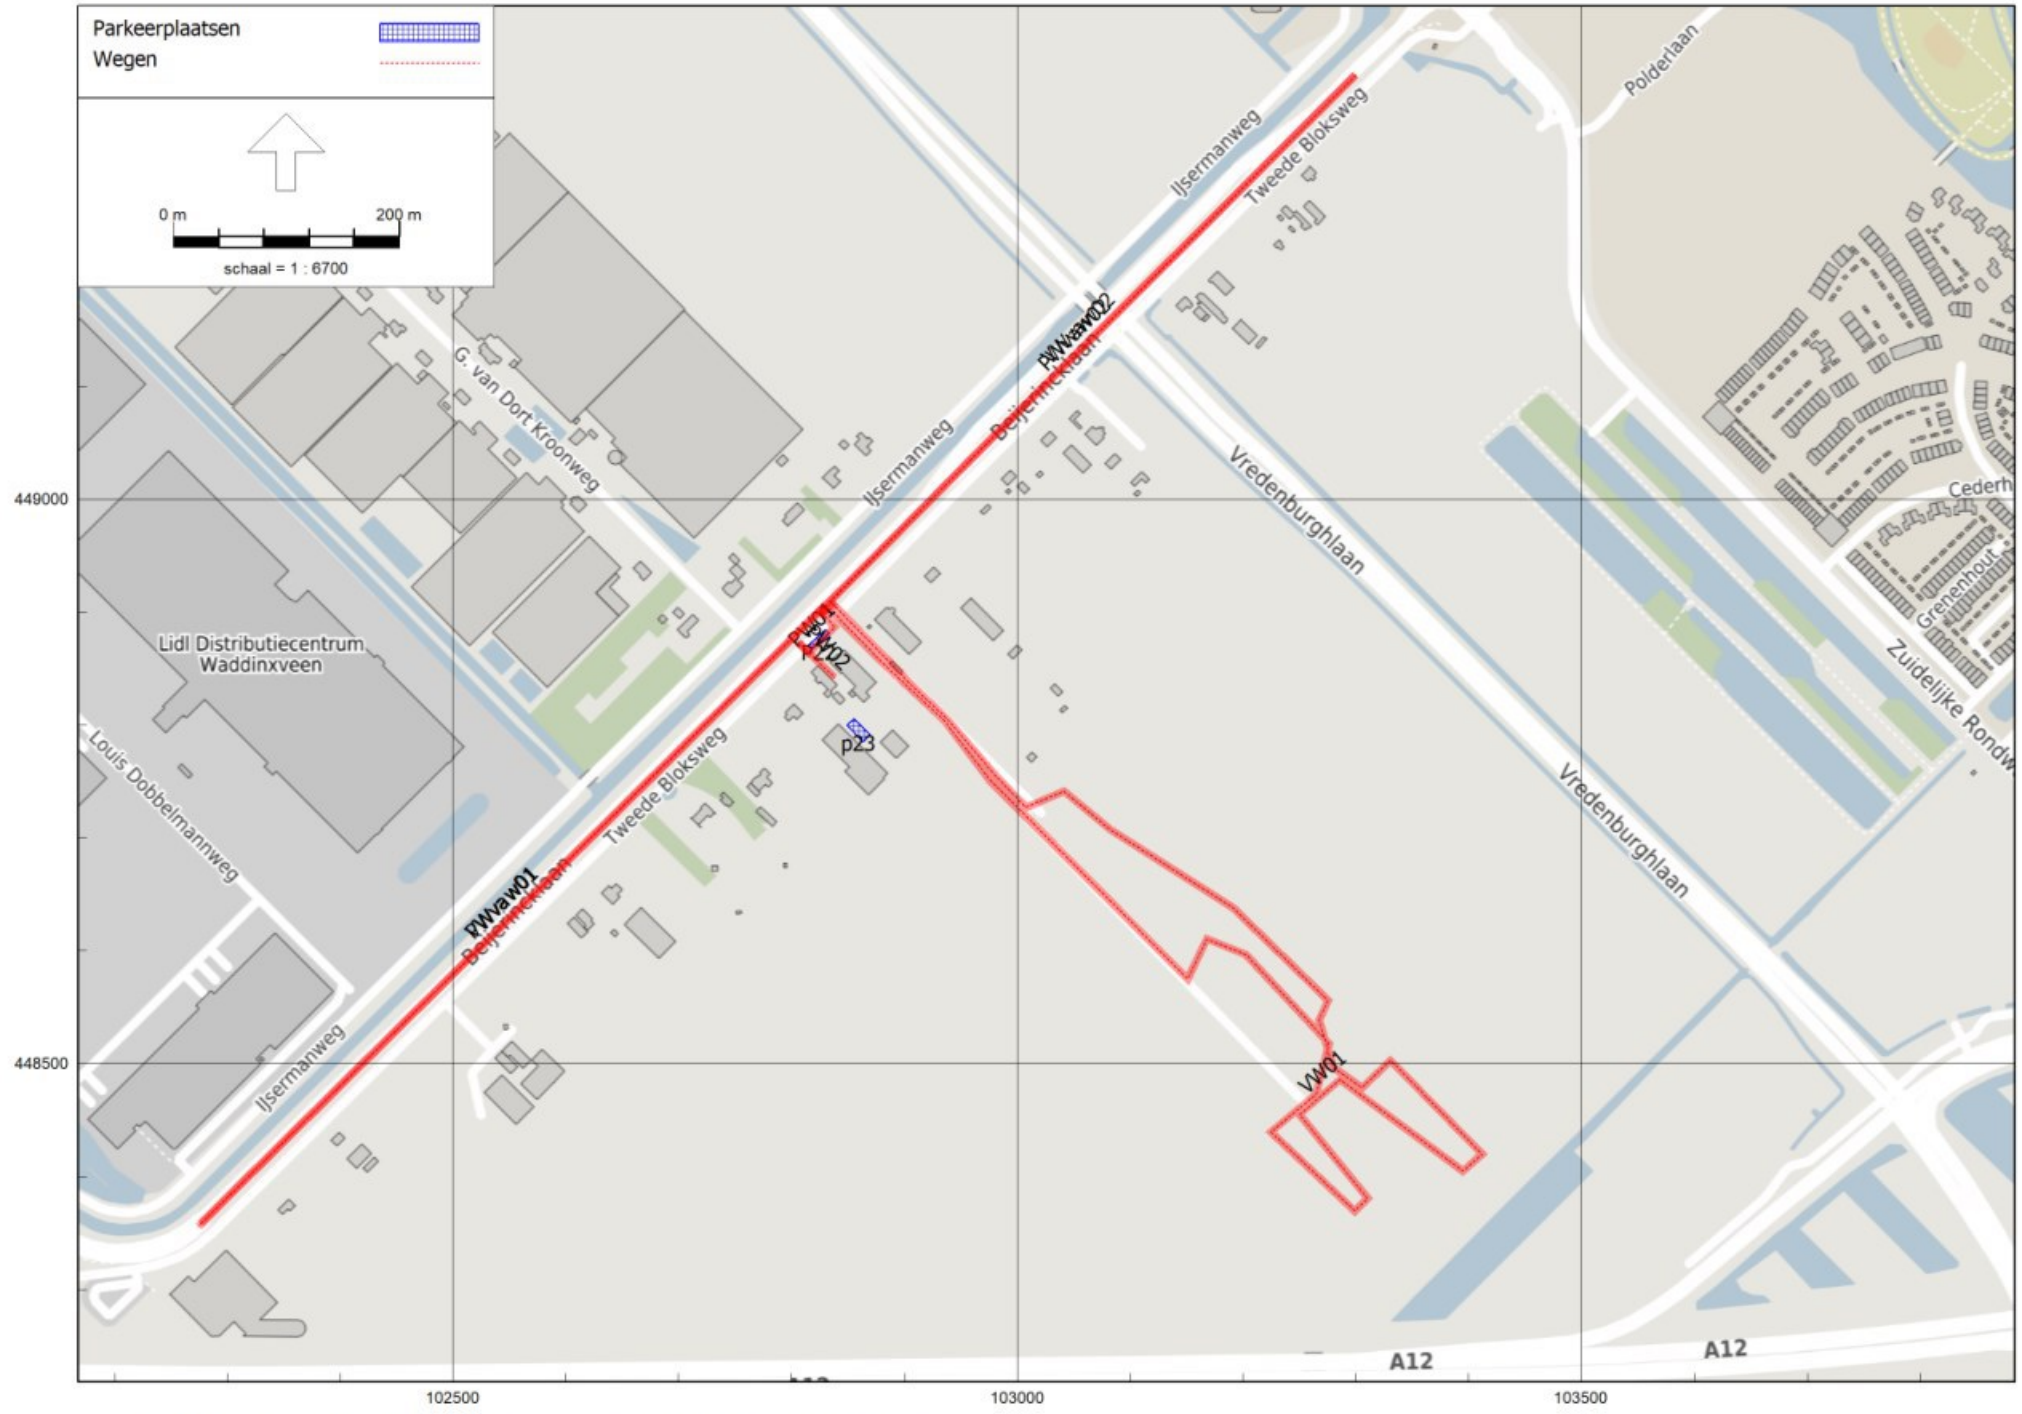 Parkeerplaatsen
Wegen
0 m
200 m
schaal = 1 : 6700
Polderlaan
IJsermanweg
Tweede Bloksweg
Beijerincklaan
G. van Dort Kroonweg
IJsermanweg
Vredenburghlaan
449000
Cederh
Grenenhout
PW01
PW02
Lidl Distributiecentrum
Waddinxveen
Zuidelijke Rondw
p23
Louis Dobbelmannweg
Tweede Bloksweg
Vredenburghlaan
Beijerincklaan
IJsermanweg
448500
VW01
A12
A12
102500
103000
103500